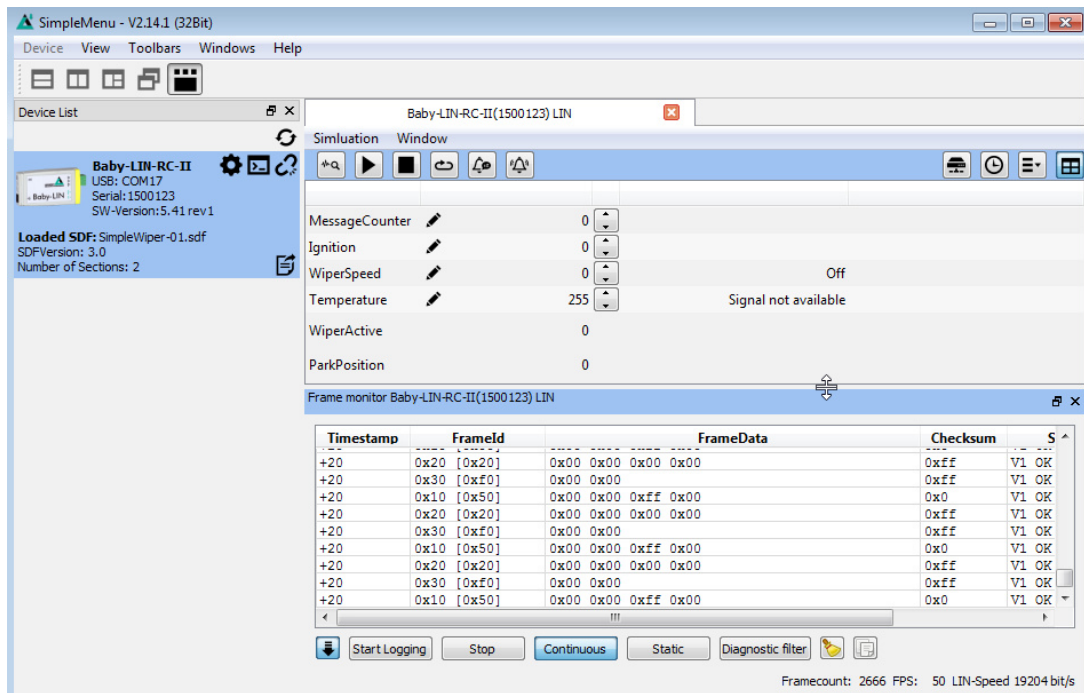 SimpleMenu - V2.14.1 (32Bit)
Device View Toolbars Windows Help
Device List
Baby-LIN-RC-II(1500123) LIN
Simluation Window
Baby-LIN-RC-II
USB: COM17
Serial: 1500123
SW-Version: 5.41 rev1
Baby-LIN
Loaded SDF: SimpleWiper-01.sdf
SDFVersion: 3.0
Number of Sections: 2
MessageCounter 0
Ignition 0
WiperSpeed 0 Off
Temperature 255 Signal not available
WiperActive 0
ParkPosition 0
Frame monitor Baby-LIN-RC-II(1500123) LIN
Timestamp FrameId FrameData Checksum S
+20 0x20 [0x20] 0x00 0x00 0x00 0x00 0xff V1 OK
+20 0x30 [0xf0] 0x00 0x00 0xff V1 OK
+20 0x10 [0x50] 0x00 0x00 0xff 0x00 0x0 V1 OK
+20 0x20 [0x20] 0x00 0x00 0x00 0x00 0xff V1 OK
+20 0x30 [0xf0] 0x00 0x00 0xff V1 OK
+20 0x10 [0x50] 0x00 0x00 0xff 0x00 0x0 V1 OK
+20 0x20 [0x20] 0x00 0x00 0x00 0x00 0xff V1 OK
+20 0x30 [0xf0] 0x00 0x00 0xff V1 OK
+20 0x10 [0x50] 0x00 0x00 0xff 0x00 0x0 V1 OK
Start Logging Stop Continuous Static Diagnostic filter
Framecount: 2666 FPS: 50 LIN-Speed 19204 bit/s